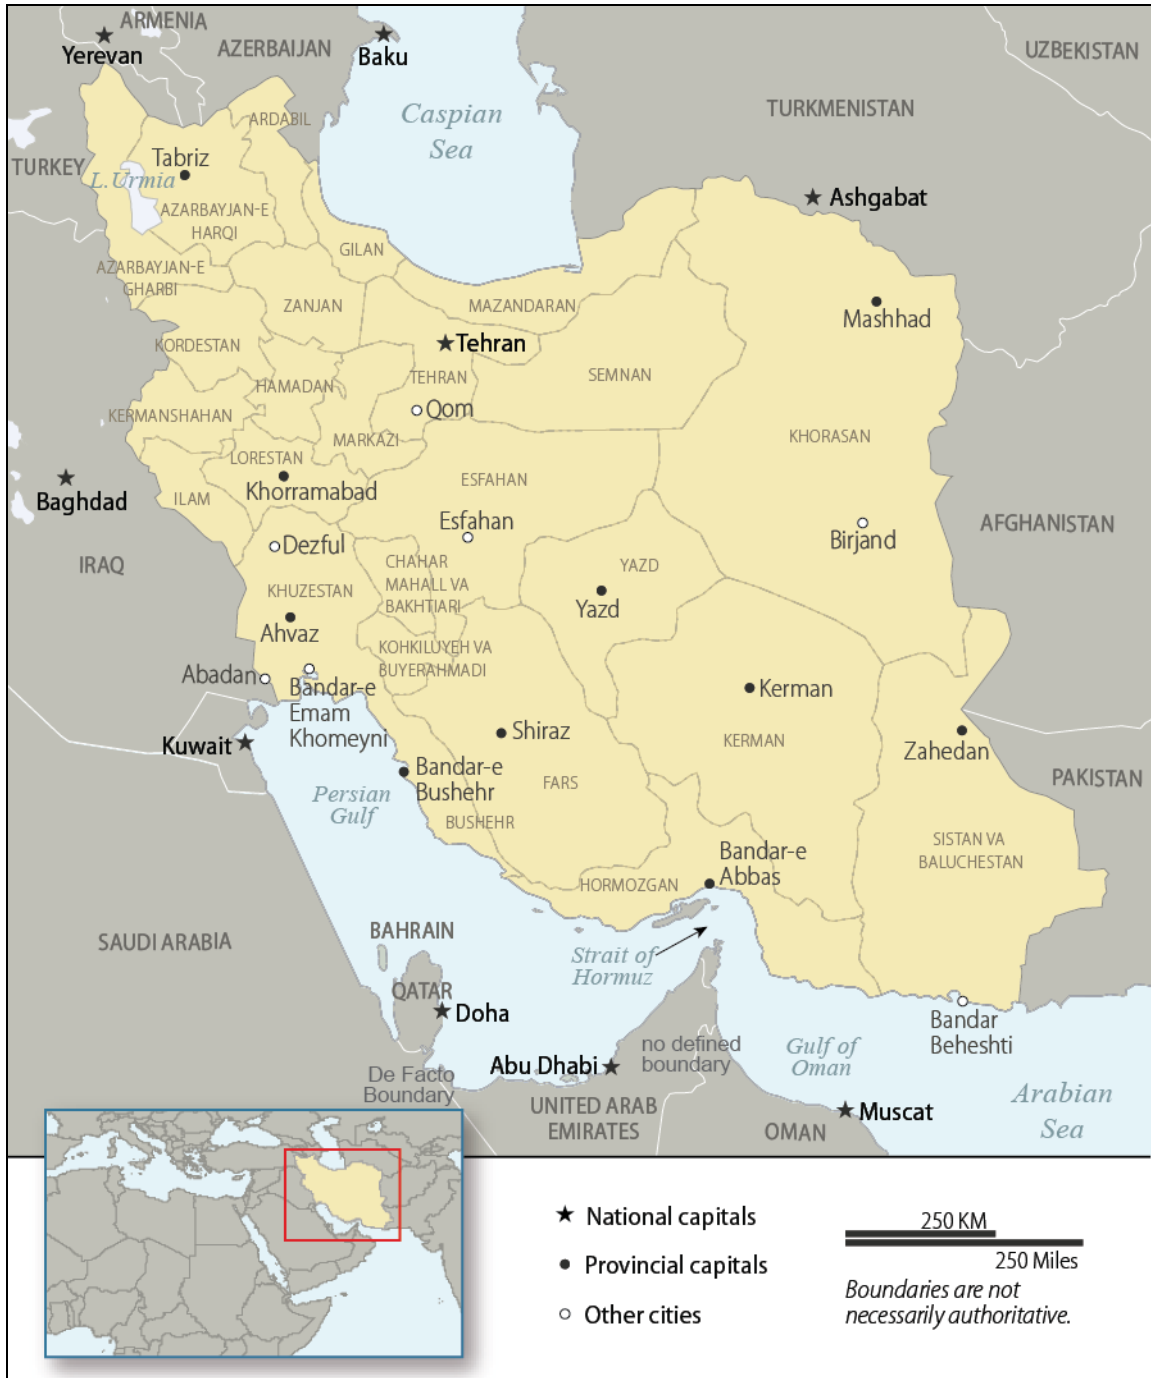 ARMENIA
Yerevan
AZERBAIJAN
Baku
UZBEKISTAN
Caspian
Sea
TURKMENISTAN
ARDABIL
TURKEY
Tabriz
L.Urmia
Ashgabat
AZARBAYJAN-E
HARQI
GILAN
AZARBAYJAN-E
GHARBI
ZANJAN
MAZANDARAN
Mashhad
KORDESTAN
Tehran
HAMADAN
TEHRAN
SEMNAN
KERMANSHAHAN
Qom
MARKAZI
KHORASAN
LORESTAN
Baghdad
ILAM
Khorramabad
ESFAHAN
Esfahan
AFGHANISTAN
Birjand
Dezful
IRAQ
CHAHAR
MAHALL VA
BAKHTIARI
YAZD
KHUZESTAN
Yazd
Ahvaz
KOHKILUYEH VA
BUYERAHMADI
Abadan
Bandar-e
Emam
Khomeyni
Kerman
Kuwait
Shiraz
KERMAN
Zahedan
Bandar-e
Bushehr
FARS
PAKISTAN
Persian
Gulf
BUSHEHR
SISTAN VA
BALUCHESTAN
Bandar-e
Abbas
HORMOZGAN
SAUDI ARABIA
BAHRAIN
Strait of
Hormuz
QATAR
Doha
Bandar
Beheshti
no defined
boundary
Gulf of
Oman
Abu Dhabi
De Facto
Boundary
UNITED ARAB
EMIRATES
Muscat
OMAN
Arabian
Sea
National capitals
Provincial capitals
Other cities
250 KM
250 Miles
Boundaries are not
necessarily authoritative.